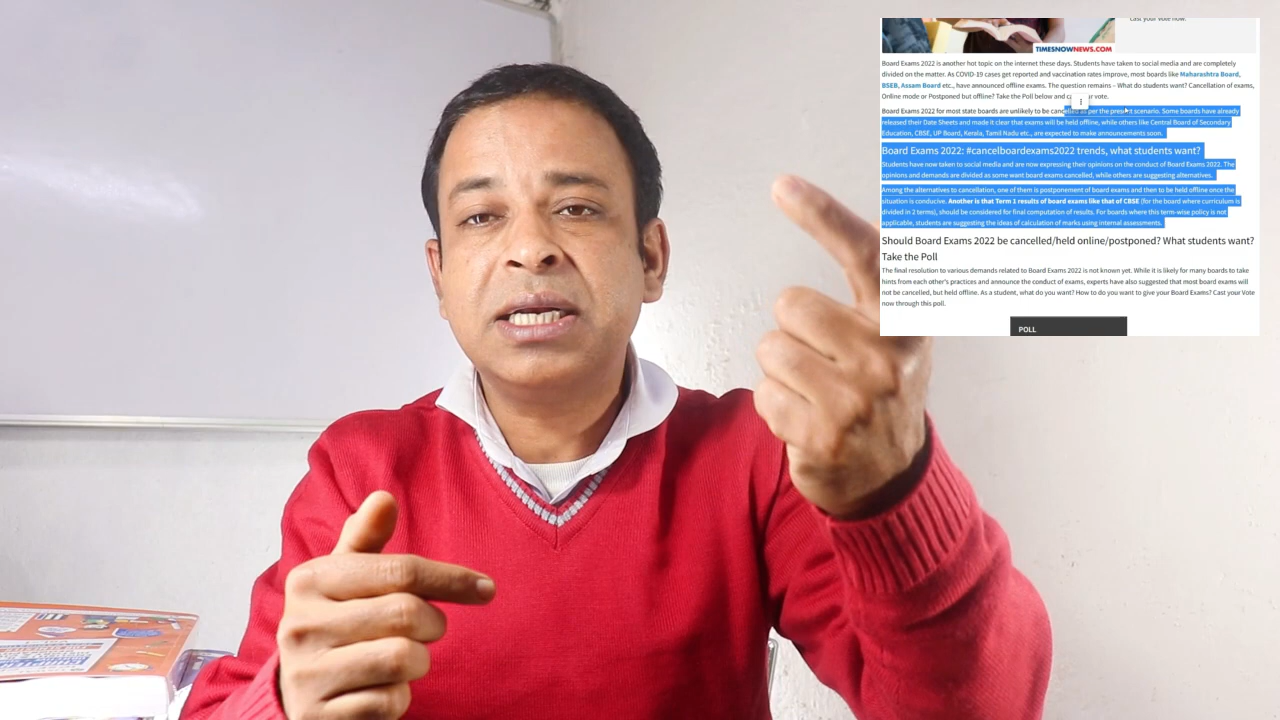 cast your vote now.
TIMESNOWNEWS.COM
Board Exams 2022 is another hot topic on the internet these days. Students have taken to social media and are completely
divided on the matter. As COVID-19 cases get reported and vaccination rates improve, most boards like Maharashtra Board,
BSEB, Assam Board etc., have announced offline exams. The question remains – What do students want? Cancellation of exams,
Online mode or Postponed but offline? Take the Poll below and vote.
Board Exams 2022 for most state boards are unlikely to be cancelled as per the present scenario. Some boards have already
released their Date Sheets and made it clear that exams will be held offline, while others like Central Board of Secondary
Education, CBSE, UP Board, Kerala, Tamil Nadu etc., are expected to make announcements soon.
Board Exams 2022: #cancelboardexams2022 trends, what students want?
Students have now taken to social media and are now expressing their opinions on the conduct of Board Exams 2022. The
opinions and demands are divided as some want board exams cancelled, while others are suggesting alternatives.
Among the alternatives to cancellation, one of them is postponement of board exams and then to be held offline once the
situation is conducive. Another is that Term 1 results of board exams like that of CBSE (for the board where curriculum is
divided in 2 terms), should be considered for final computation of results. For boards where this term-wise policy is not
applicable, students are suggesting the ideas of calculation of marks using internal assessments.
Should Board Exams 2022 be cancelled/held online/postponed? What students want?
Take the Poll
The final resolution to various demands related to Board Exams 2022 is not known yet. While it is likely for many boards to take
hints from each other's practices and announce the conduct of exams, experts have also suggested that most board exams will
not be cancelled, but held offline. As a student, what do you want? How to do you want to give your Board Exams? Cast your Vote
now through this poll.
POLL